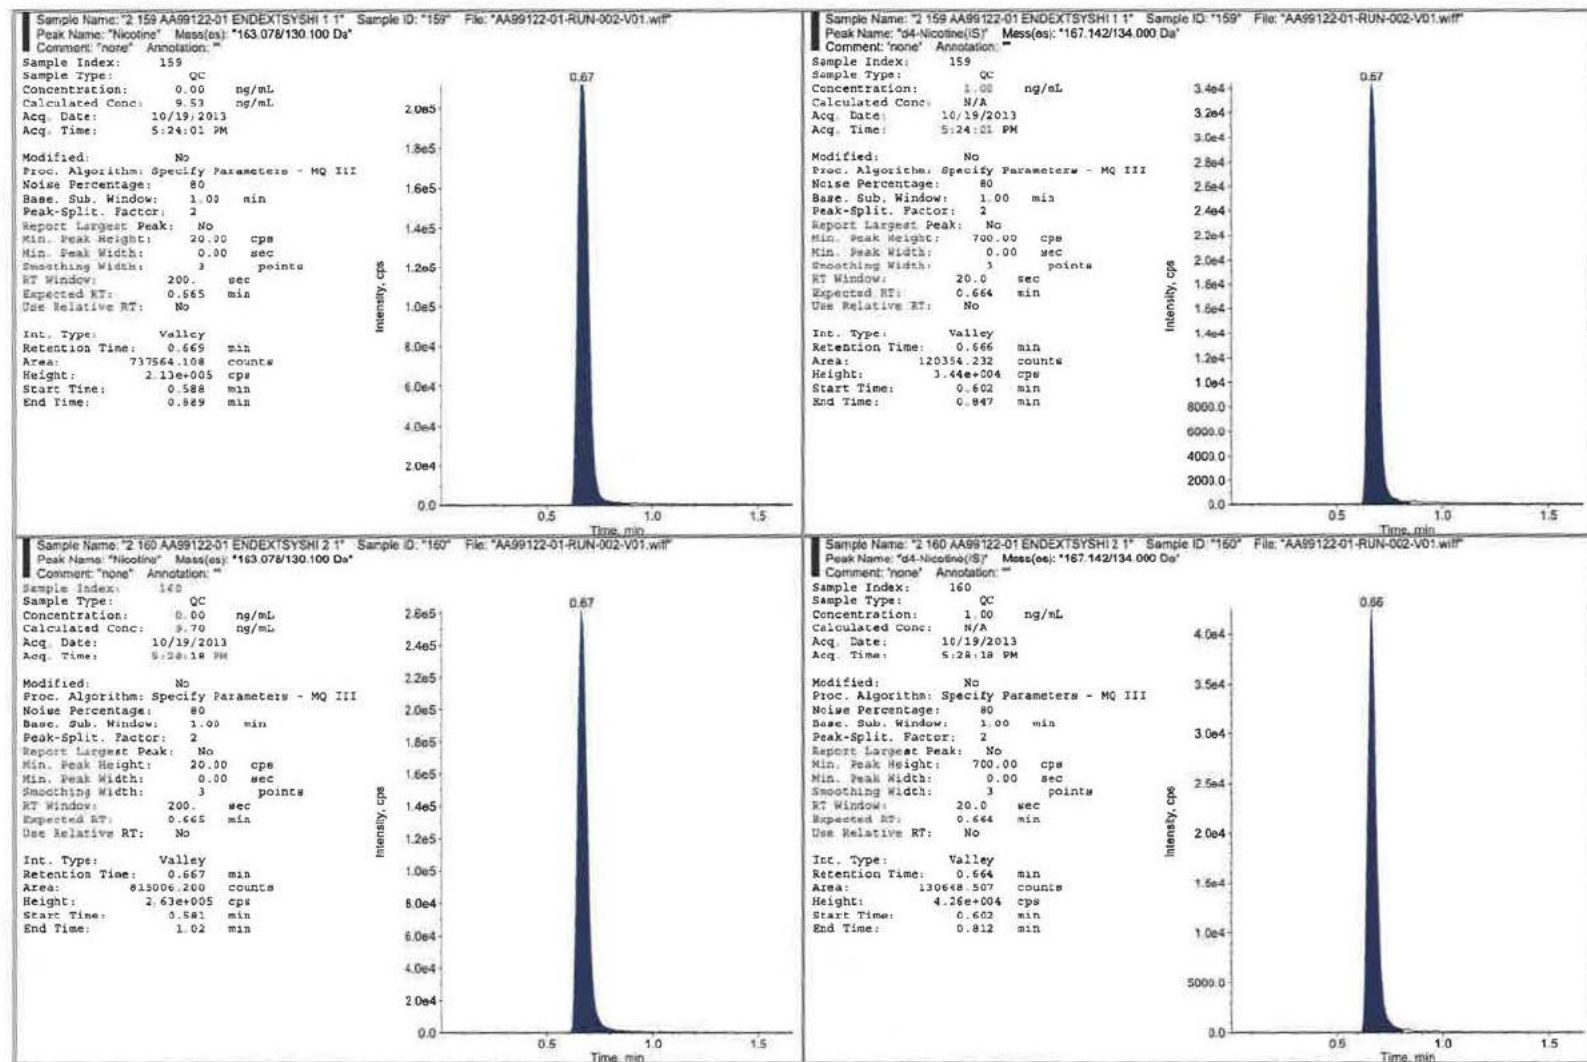 Sample Name: "2 159 AA99122-01 ENDEXTSYSHI 1 1" Sample ID: "159" File: "AA99122-01-RUN-002-V01.wiff"
Peak Name: "Nicotine" Mass(es): "163.078/130.100 Da"
Comment: "none" Annotation: ""
Sample Index: 159
Sample Type: QC
Concentration: 0.00 ng/mL
Calculated Conc: 9.53 ng/mL
Acq. Date: 10/19/2013
Acq. Time: 5:24:01 PM
Modified: No
Proc. Algorithm: Specify Parameters - MQ III
Noise Percentage: 80
Base. Sub. Window: 1.00 min
Peak-Split. Factor: 2
Report Largest Peak: No
Min. Peak Height: 20.00 cps
Min. Peak Width: 0.00 sec
Smoothing Width: 3 points
RT Window: 200. sec
Expected RT: 0.665 min
Use Relative RT: No
Int. Type: Valley
Retention Time: 0.669 min
Area: 737564.108 counts
Height: 2.13e+005 cps
Start Time: 0.588 min
End Time: 0.889 min
0.67
2.0e5
1.8e5
1.6e5
1.4e5
1.2e5
1.0e5
8.0e4
6.0e4
4.0e4
2.0e4
0.0
Intensity, cps
0.5 1.0 1.5
Time, min
Sample Name: "2 159 AA99122-01 ENDEXTSYSHI 1 1" Sample ID: "159" File: "AA99122-01-RUN-002-V01.wiff"
Peak Name: "d4-Nicotine(IS)" Mass(es): "167.142/134.000 Da"
Comment: "none" Annotation: ""
Sample Index: 159
Sample Type: QC
Concentration: 1.00 ng/mL
Calculated Conc: N/A
Acq. Date: 10/19/2013
Acq. Time: 5:24:01 PM
Modified: No
Proc. Algorithm: Specify Parameters - MQ III
Noise Percentage: 80
Base. Sub. Window: 1.00 min
Peak-Split. Factor: 2
Report Largest Peak: No
Min. Peak Height: 700.00 cps
Min. Peak Width: 0.00 sec
Smoothing Width: 3 points
RT Window: 20.0 sec
Expected RT: 0.664 min
Use Relative RT: No
Int. Type: Valley
Retention Time: 0.666 min
Area: 120354.232 counts
Height: 3.44e+004 cps
Start Time: 0.602 min
End Time: 0.847 min
0.67
3.4e4
3.2e4
3.0e4
2.8e4
2.6e4
2.4e4
2.2e4
2.0e4
1.8e4
1.6e4
1.4e4
1.2e4
1.0e4
8000.0
6000.0
4000.0
2000.0
0.0
Intensity, cps
0.5 1.0 1.5
Time, min
Sample Name: "2 160 AA99122-01 ENDEXTSYSHI 2 1" Sample ID: "160" File: "AA99122-01-RUN-002-V01.wiff"
Peak Name: "Nicotine" Mass(es): "163.078/130.100 Da"
Comment: "none" Annotation: ""
Sample Index: 160
Sample Type: QC
Concentration: 0.00 ng/mL
Calculated Conc: 9.70 ng/mL
Acq. Date: 10/19/2013
Acq. Time: 5:28:18 PM
Modified: No
Proc. Algorithm: Specify Parameters - MQ III
Noise Percentage: 80
Base. Sub. Window: 1.00 min
Peak-Split. Factor: 2
Report Largest Peak: No
Min. Peak Height: 20.00 cps
Min. Peak Width: 0.00 sec
Smoothing Width: 3 points
RT Window: 200. sec
Expected RT: 0.665 min
Use Relative RT: No
Int. Type: Valley
Retention Time: 0.667 min
Area: 815006.200 counts
Height: 2.63e+005 cps
Start Time: 0.581 min
End Time: 1.02 min
0.67
2.6e5
2.4e5
2.2e5
2.0e5
1.8e5
1.6e5
1.4e5
1.2e5
1.0e5
8.0e4
6.0e4
4.0e4
2.0e4
0.0
Intensity, cps
0.5 1.0 1.5
Time, min
Sample Name: "2 160 AA99122-01 ENDEXTSYSHI 2 1" Sample ID: "160" File: "AA99122-01-RUN-002-V01.wiff"
Peak Name: "d4-Nicotine(IS)" Mass(es): "167.142/134.000 Da"
Comment: "none" Annotation: ""
Sample Index: 160
Sample Type: QC
Concentration: 1.00 ng/mL
Calculated Conc: N/A
Acq. Date: 10/19/2013
Acq. Time: 5:28:18 PM
Modified: No
Proc. Algorithm: Specify Parameters - MQ III
Noise Percentage: 80
Base. Sub. Window: 1.00 min
Peak-Split. Factor: 2
Report Largest Peak: No
Min. Peak Height: 700.00 cps
Min. Peak Width: 0.00 sec
Smoothing Width: 3 points
RT Window: 20.0 sec
Expected RT: 0.664 min
Use Relative RT: No
Int. Type: Valley
Retention Time: 0.664 min
Area: 130648.507 counts
Height: 4.26e+004 cps
Start Time: 0.602 min
End Time: 0.812 min
0.66
4.0e4
3.5e4
3.0e4
2.5e4
2.0e4
1.5e4
1.0e4
5000.0
0.0
Intensity, cps
0.5 1.0 1.5
Time, min